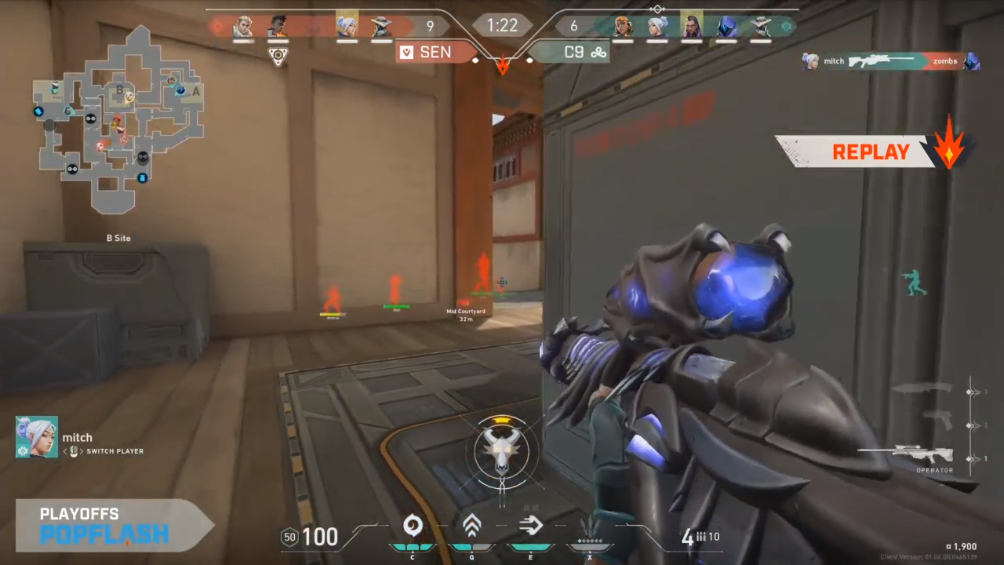 9
1:22
6
SEN
C9
mitch
zombs
REPLAY
B
A
B Site
Mid Courtyard
32m
mitch
SWITCH PLAYER
OPERATOR
PLAYOFFS
POPFLASH
50
100
C
Q
E
X
4
10
1,900